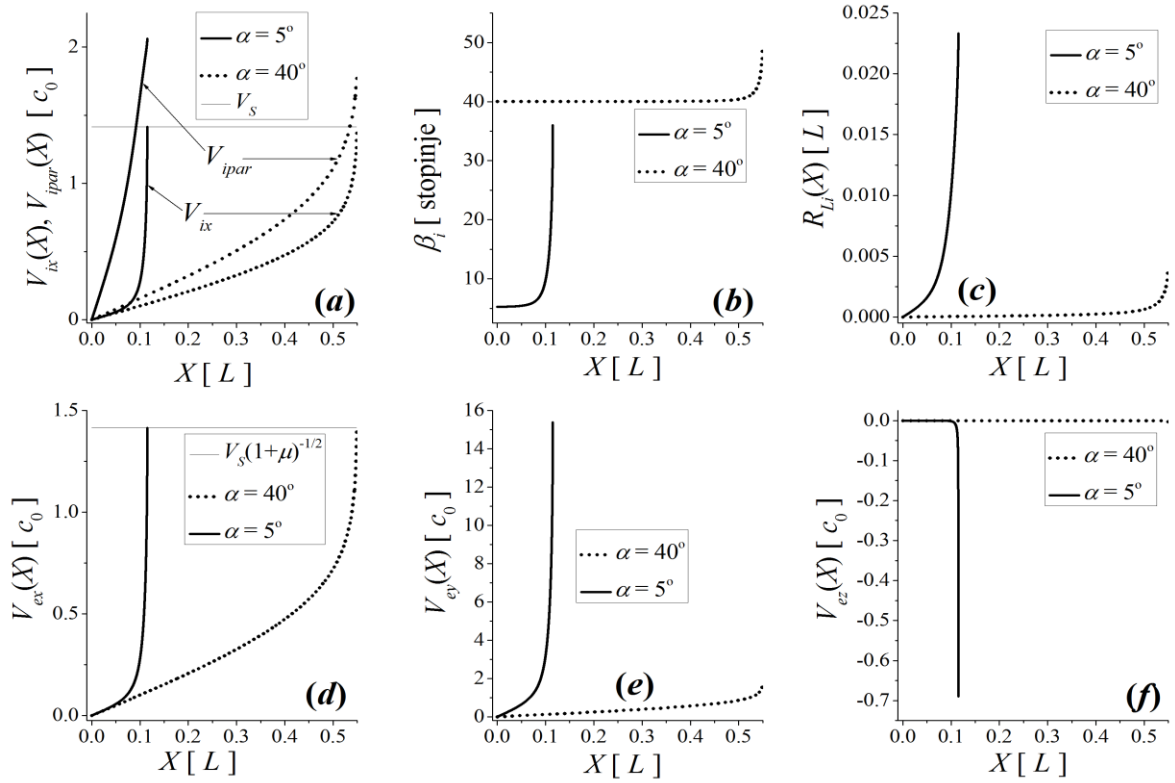 α = 5°
α = 40°
V_S
V_ipar
V_ix
(a)
V_ix(X), V_ipar(X) [ c_0 ]
2
1
0
0.0 0.1 0.2 0.3 0.4 0.5
X [ L ]
α = 5°
α = 40°
(b)
β_i [ stopinje ]
50
40
30
20
10
0.0 0.1 0.2 0.3 0.4 0.5
X [ L ]
α = 5°
α = 40°
(c)
R_Li(X) [ L ]
0.025
0.020
0.015
0.010
0.005
0.000
0.0 0.1 0.2 0.3 0.4 0.5
X [ L ]
V_S(1+μ)^-1/2
α = 40°
α = 5°
(d)
V_ex(X) [ c_0 ]
1.5
1.0
0.5
0.0
0.0 0.1 0.2 0.3 0.4 0.5
X [ L ]
α = 40°
α = 5°
(e)
V_ey(X) [ c_0 ]
16
14
12
10
8
6
4
2
0
0.0 0.1 0.2 0.3 0.4 0.5
X [ L ]
α = 40°
α = 5°
(f)
V_ez(X) [ c_0 ]
0.0
-0.1
-0.2
-0.3
-0.4
-0.5
-0.6
-0.7
0.0 0.1 0.2 0.3 0.4 0.5
X [ L ]